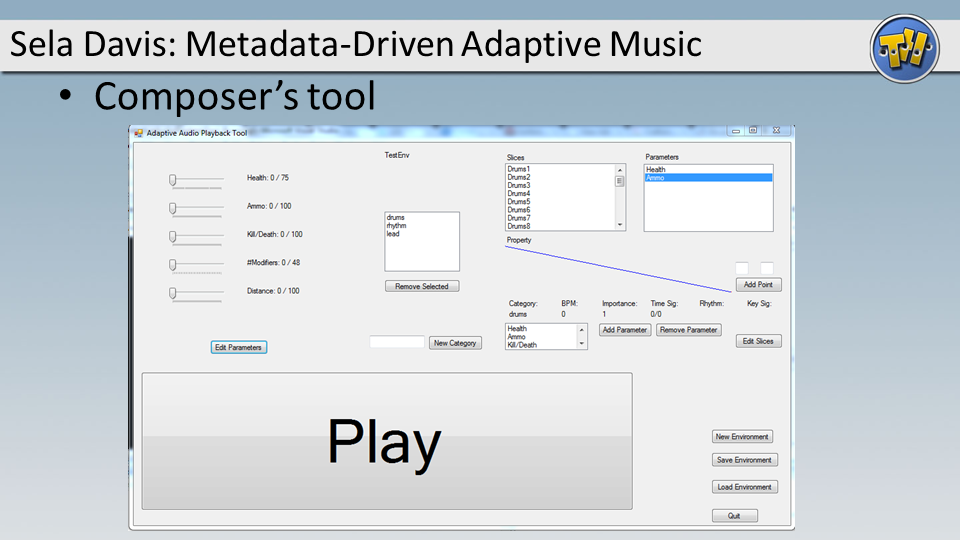 Sela Davis: Metadata-Driven Adaptive Music
TH
• Composer's tool
Adaptive Audio Playback Tool
Health: 0 / 75
Ammo: 0 / 100
Kill/Death: 0 / 100
#Modifiers: 0 / 48
Distance: 0 / 100
Edit Parameters
TestEnv
drums
rhythm
lead
Remove Selected
New Category
Slices
Drums1
Drums2
Drums3
Drums4
Drums5
Drums6
Drums7
Drums8
Parameters
Health
Ammo
Property
Add Point
Category: BPM: Importance: Time Sig: Rhythm: Key Sig:
drums 0 1 0/0
Health
Ammo
Kill/Death
Add Parameter Remove Parameter
Edit Slices
Play
New Environment
Save Environment
Load Environment
Quit